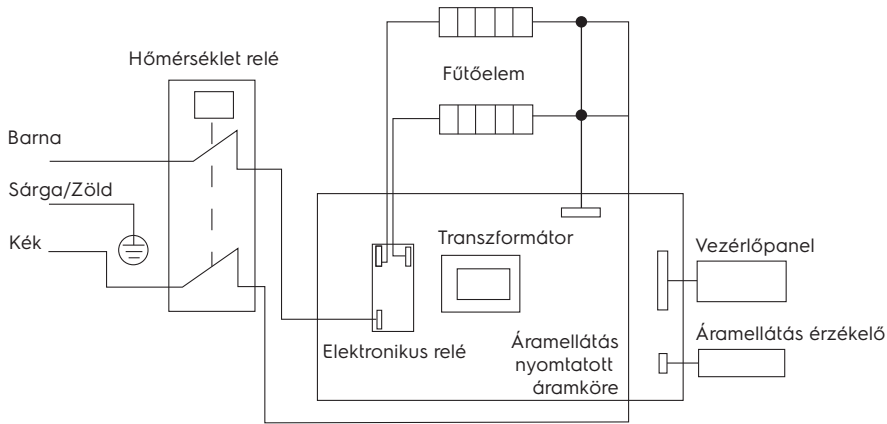 Hőmérséklet relé
Fűtőelem
Barna
Sárga/Zöld
Kék
Transzformátor
Vezérlőpanel
Elektronikus relé
Áramellátás
nyomtatott
áramköre
Áramellátás érzékelő